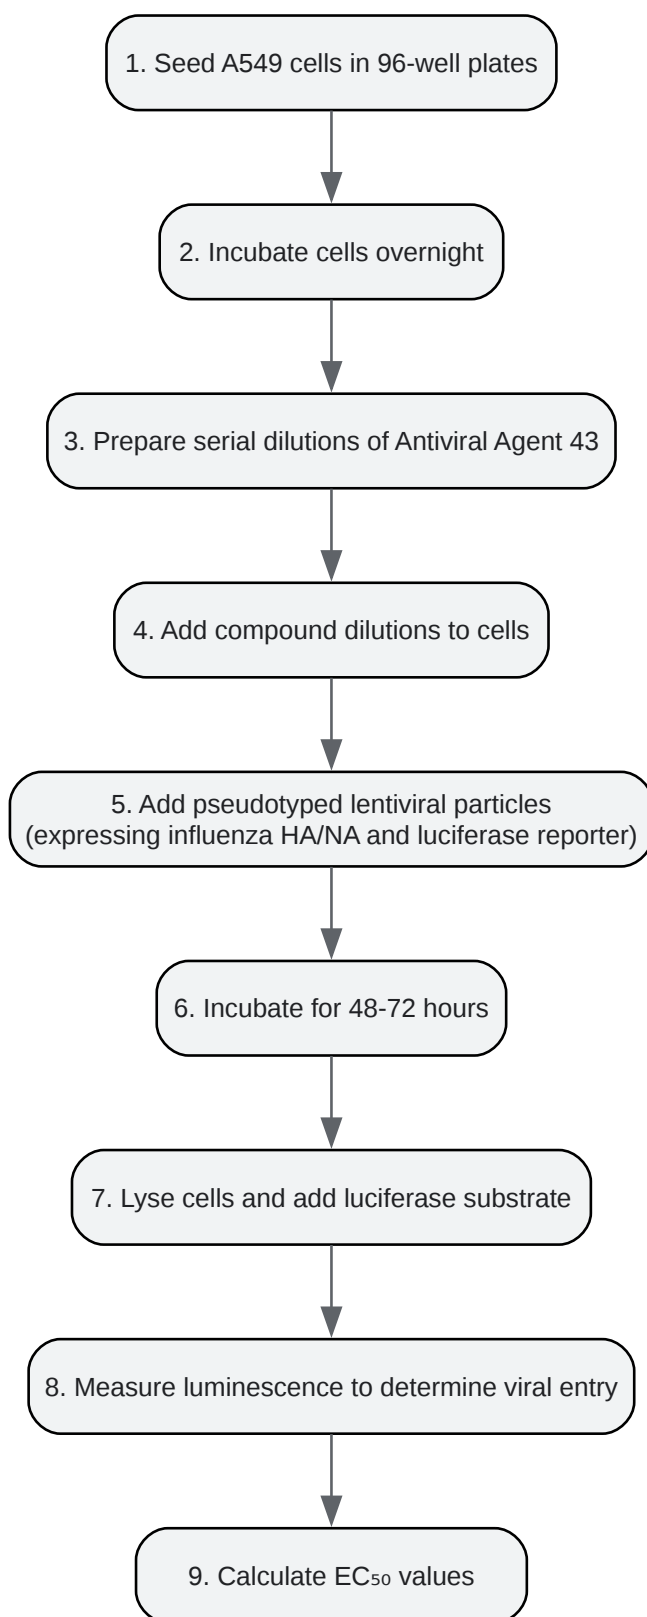 1. Seed A549 cells in 96-well plates
2. Incubate cells overnight
3. Prepare serial dilutions of Antiviral Agent 43
4. Add compound dilutions to cells
5. Add pseudotyped lentiviral particles
(expressing influenza HA/NA and luciferase reporter)
6. Incubate for 48-72 hours
7. Lyse cells and add luciferase substrate
8. Measure luminescence to determine viral entry
9. Calculate EC₅₀ values